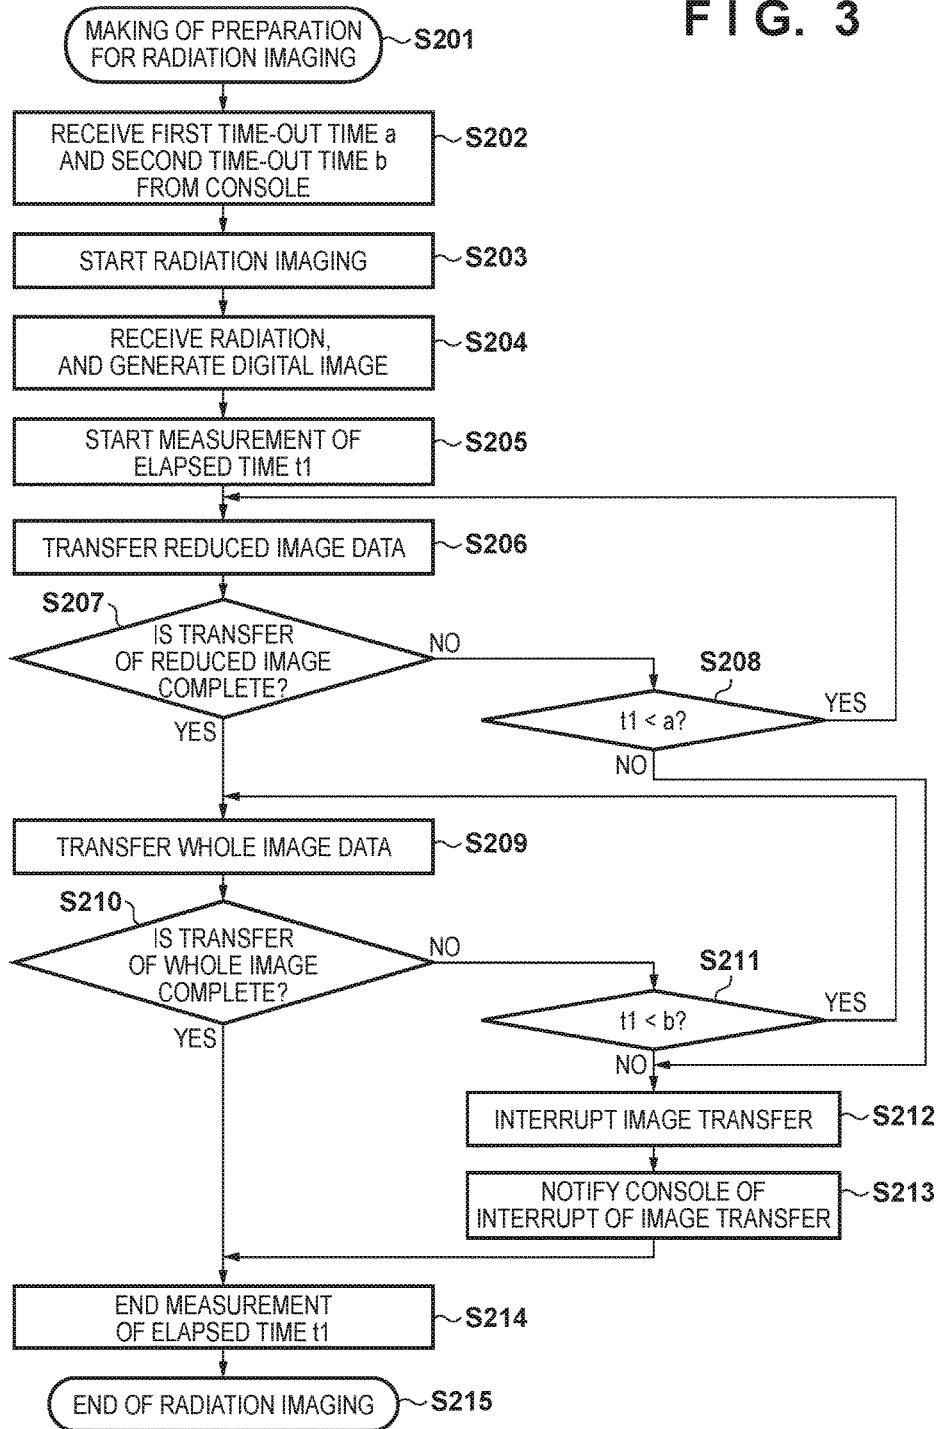 FIG. 3
MAKING OF PREPARATION
FOR RADIATION IMAGING
S201
RECEIVE FIRST TIME-OUT TIME a
AND SECOND TIME-OUT TIME b
FROM CONSOLE
S202
START RADIATION IMAGING
S203
RECEIVE RADIATION,
AND GENERATE DIGITAL IMAGE
S204
START MEASUREMENT OF
ELAPSED TIME t1
S205
TRANSFER REDUCED IMAGE DATA
S206
S207
IS TRANSFER
OF REDUCED IMAGE
COMPLETE?
NO
YES
S208
t1 < a?
YES
NO
TRANSFER WHOLE IMAGE DATA
S209
S210
IS TRANSFER
OF WHOLE IMAGE
COMPLETE?
NO
YES
S211
t1 < b?
YES
NO
INTERRUPT IMAGE TRANSFER
S212
NOTIFY CONSOLE OF
INTERRUPT OF IMAGE TRANSFER
S213
END MEASUREMENT
OF ELAPSED TIME t1
S214
END OF RADIATION IMAGING
S215